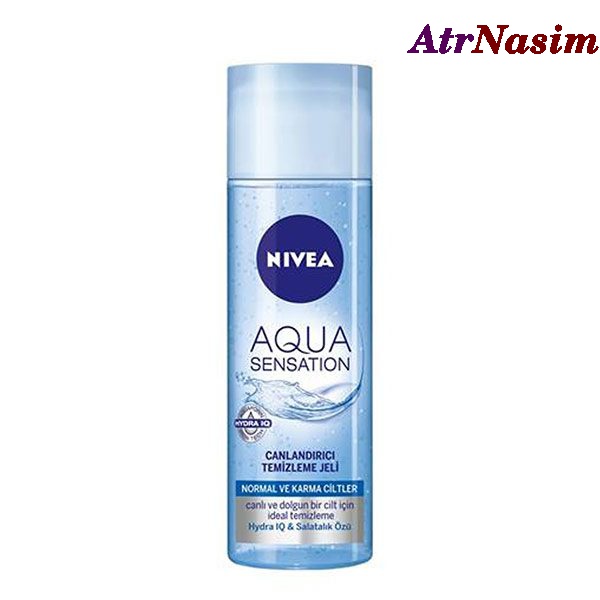 AtrNasim
NIVEA
AQUA
SENSATION
HYDRA IQ
CANLANDIRICI
TEMİZLEME JELİ
NORMAL VE KARMA CİLTLER
canlı ve dolgun bir cilt için
ideal temizleme
Hydra IQ & Salatalık Özü